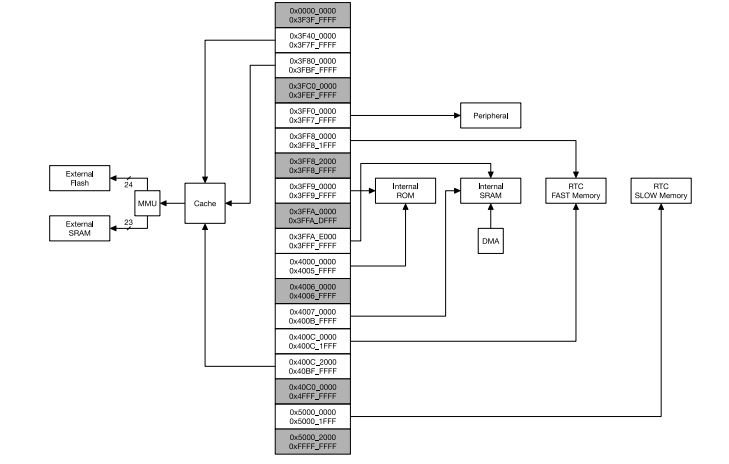 0x0000_0000
0x3F3F_FFFF
0x3F40_0000
0x3F7F_FFFF
0x3F80_0000
0x3FBF_FFFF
0x3FC0_0000
0x3FEF_FFFF
0x3FF0_0000
0x3FF7_FFFF
Peripheral
0x3FF8_0000
0x3FF8_1FFF
0x3FF8_2000
0x3FF8_FFFF
External
Flash
24
MMU
Cache
0x3FF9_0000
0x3FF9_FFFF
Internal
ROM
Internal
SRAM
RTC
FAST Memory
RTC
SLOW Memory
0x3FFA_0000
0x3FFA_DFFF
External
SRAM
23
0x3FFA_E000
0x3FFF_FFFF
DMA
0x4000_0000
0x4005_FFFF
0x4006_0000
0x4006_FFFF
0x4007_0000
0x400B_FFFF
0x400C_0000
0x400C_1FFF
0x400C_2000
0x40BF_FFFF
0x40C0_0000
0x4FFF_FFFF
0x5000_0000
0x5000_1FFF
0x5000_2000
0xFFFF_FFFF